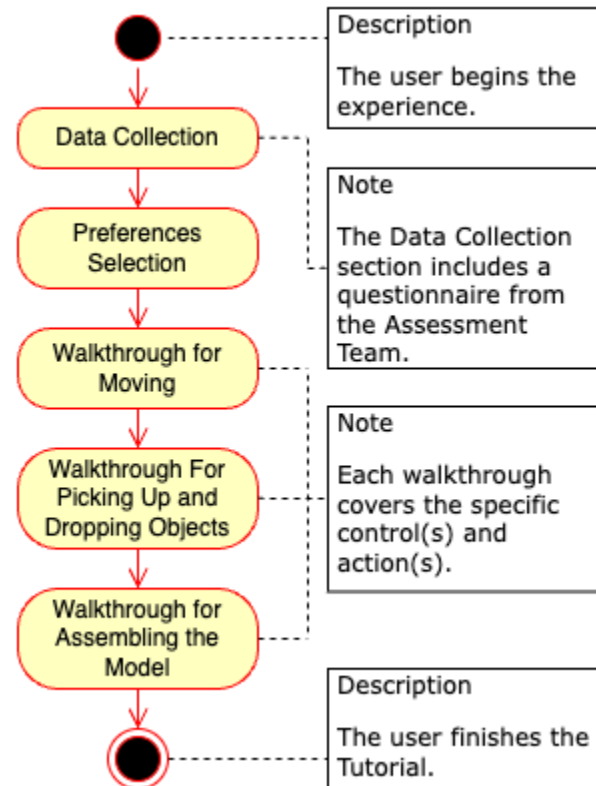 Description
The user begins the
experience.
Data Collection
Note
The Data Collection
section includes a
questionnaire from
the Assessment
Team.
Preferences
Selection
Walkthrough for
Moving
Walkthrough For
Picking Up and
Dropping Objects
Note
Each walkthrough
covers the specific
control(s) and
action(s).
Walkthrough for
Assembling the
Model
Description
The user finishes the
Tutorial.